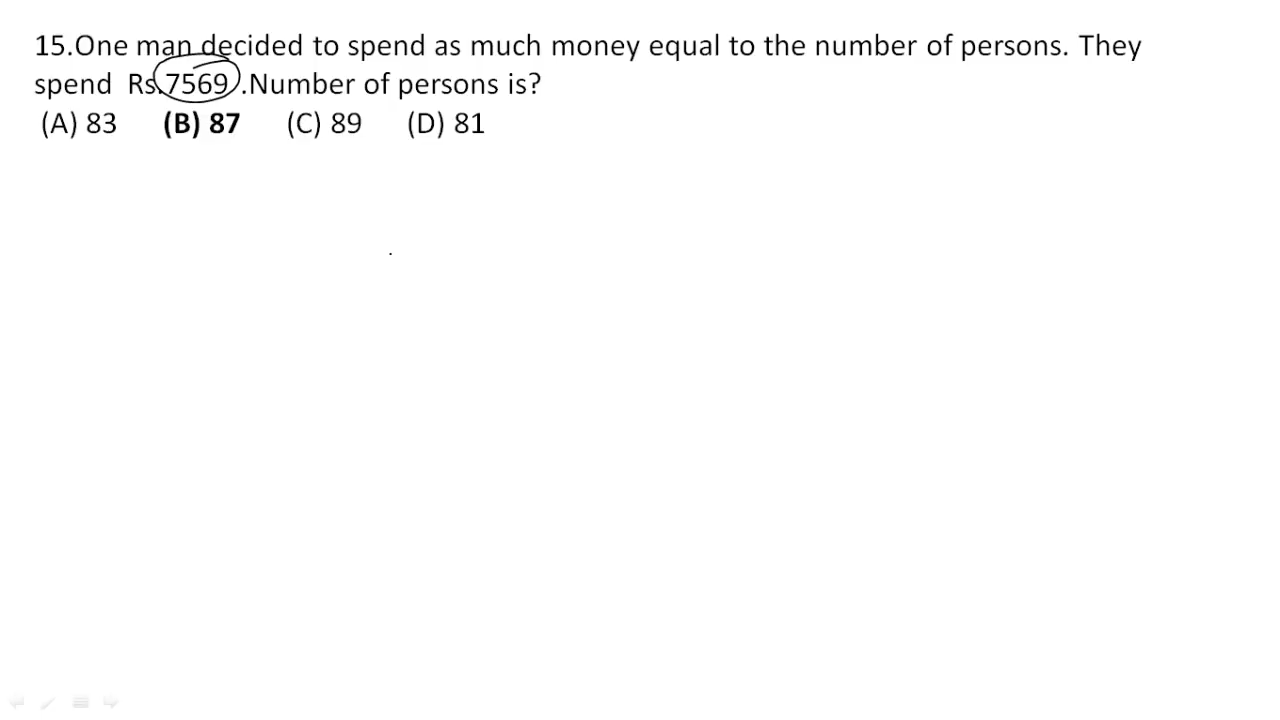 15.One man decided to spend as much money equal to the number of persons. They
spend Rs.7569.Number of persons is?
(A) 83 (B) 87 (C) 89 (D) 81